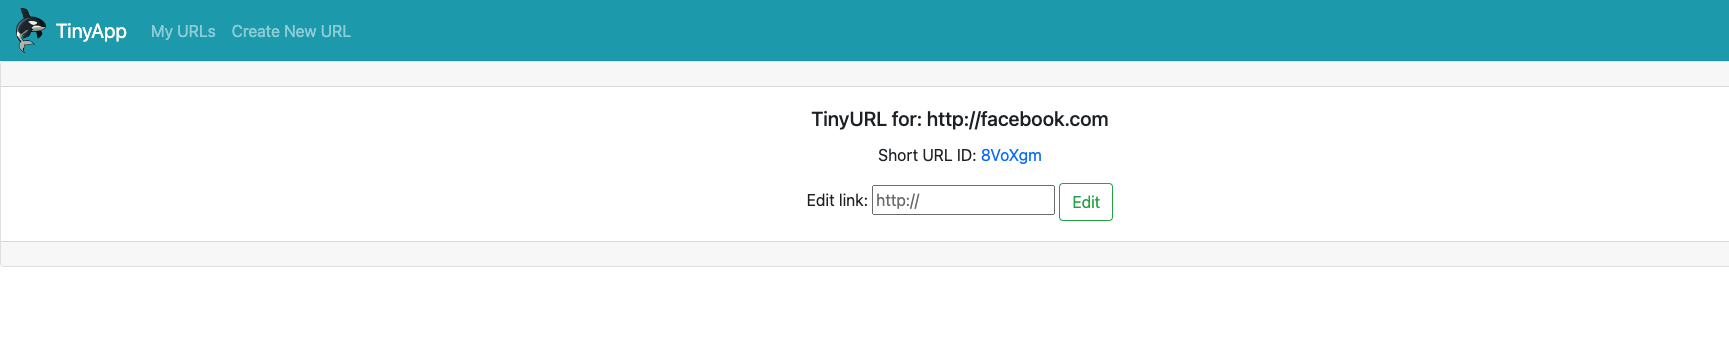 TinyApp My URLs Create New URL
TinyURL for: http://facebook.com
Short URL ID: 8VoXgm
Edit link: http:// Edit